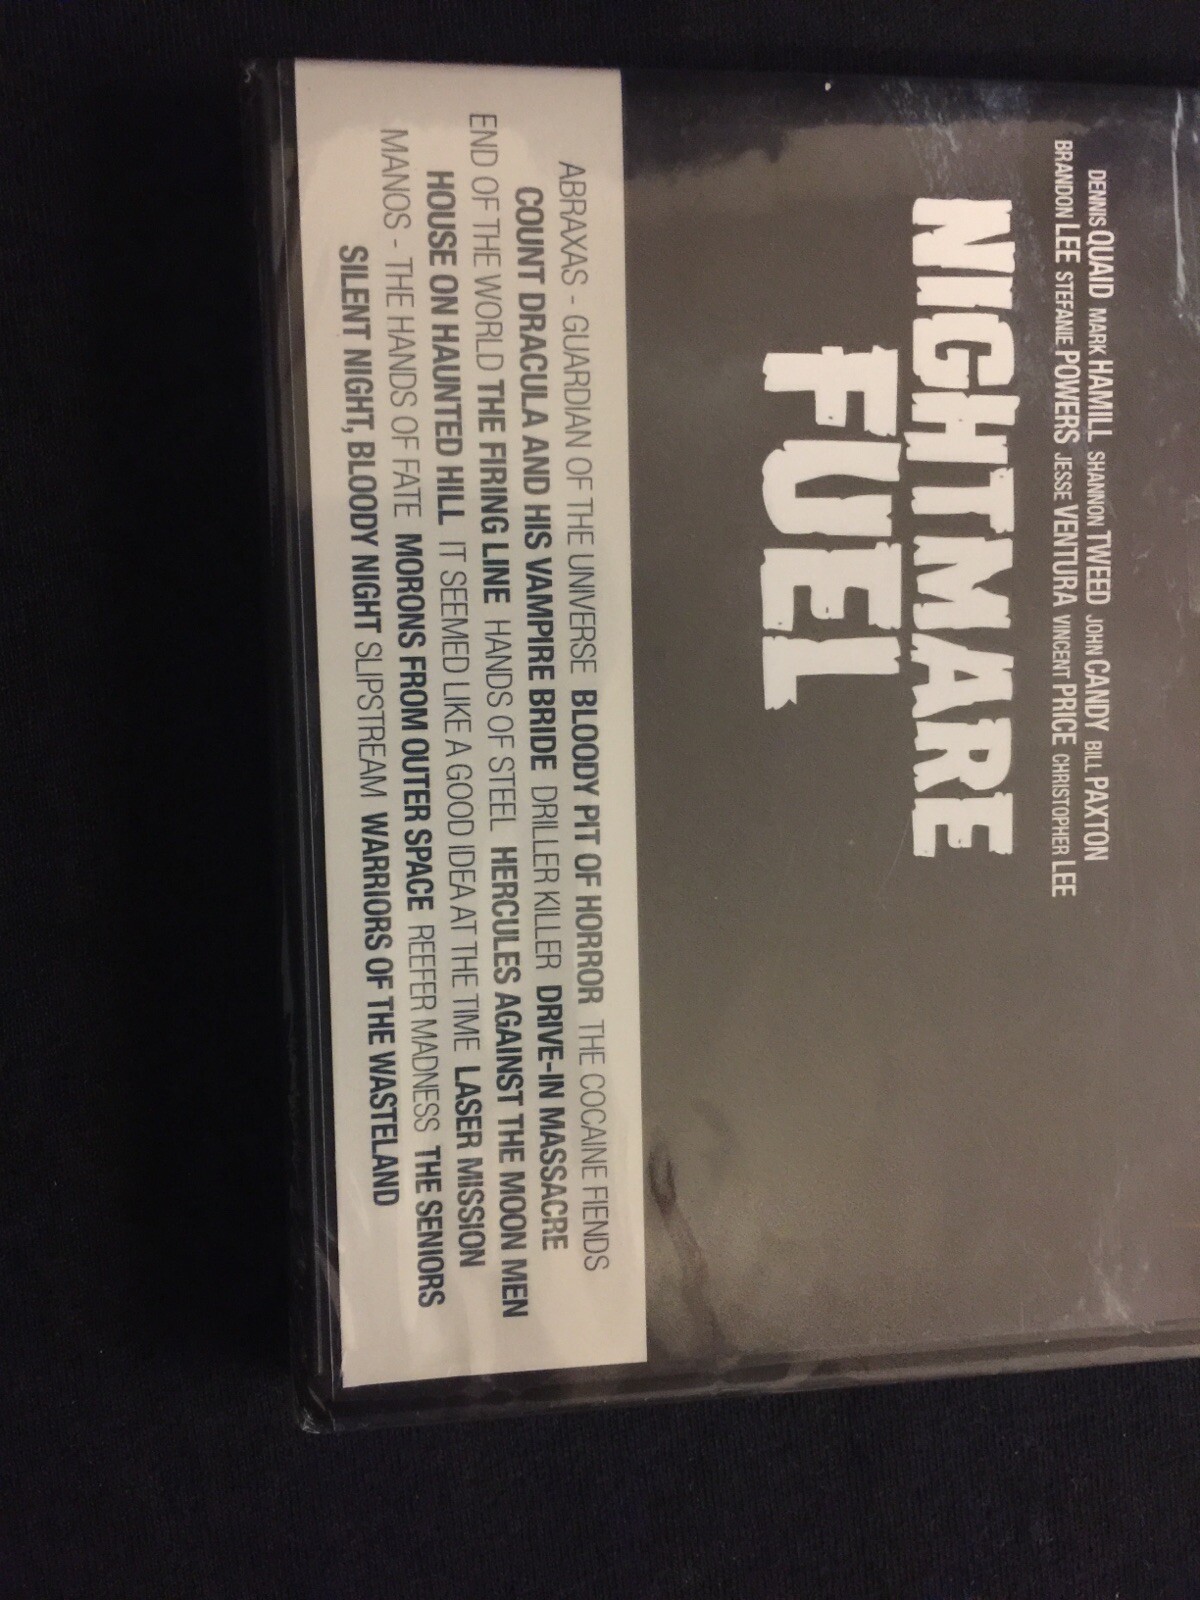 DENNIS QUAID MARK HAMILL SHANNON TWEED JOHN CANDY BILL PAXTON
BRANDON LEE STEFANIE POWERS JESSE VENTURA VINCENT PRICE CHRISTOPHER LEE
NIGHTMARE
FUEL
ABRAXAS - GUARDIAN OF THE UNIVERSE BLOODY PIT OF HORROR THE COCAINE FIENDS
COUNT DRACULA AND HIS VAMPIRE BRIDE DRILLER KILLER DRIVE-IN MASSACRE
END OF THE WORLD THE FIRING LINE HANDS OF STEEL HERCULES AGAINST THE MOON MEN
HOUSE ON HAUNTED HILL IT SEEMED LIKE A GOOD IDEA AT THE TIME LASER MISSION
MANOS - THE HANDS OF FATE MORONS FROM OUTER SPACE REEFER MADNESS THE SENIORS
SILENT NIGHT, BLOODY NIGHT SLIPSTREAM WARRIORS OF THE WASTELAND